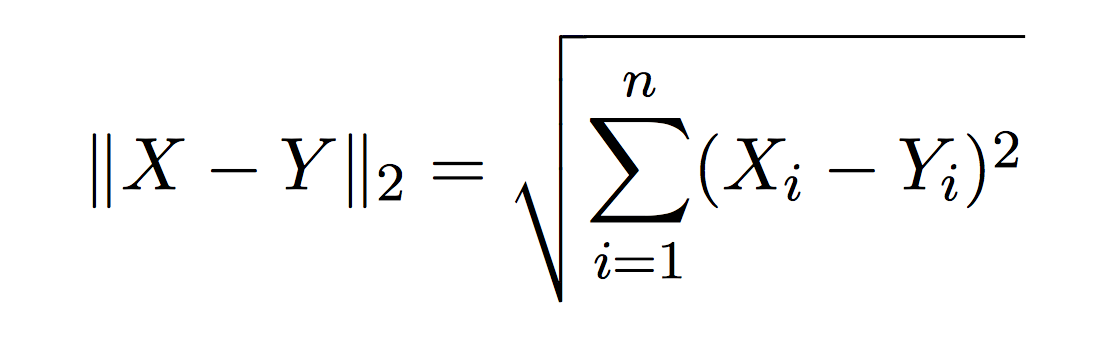 ‖X − Y‖₂ = √(∑ᵢ₌₁ⁿ (Xᵢ − Yᵢ)²)